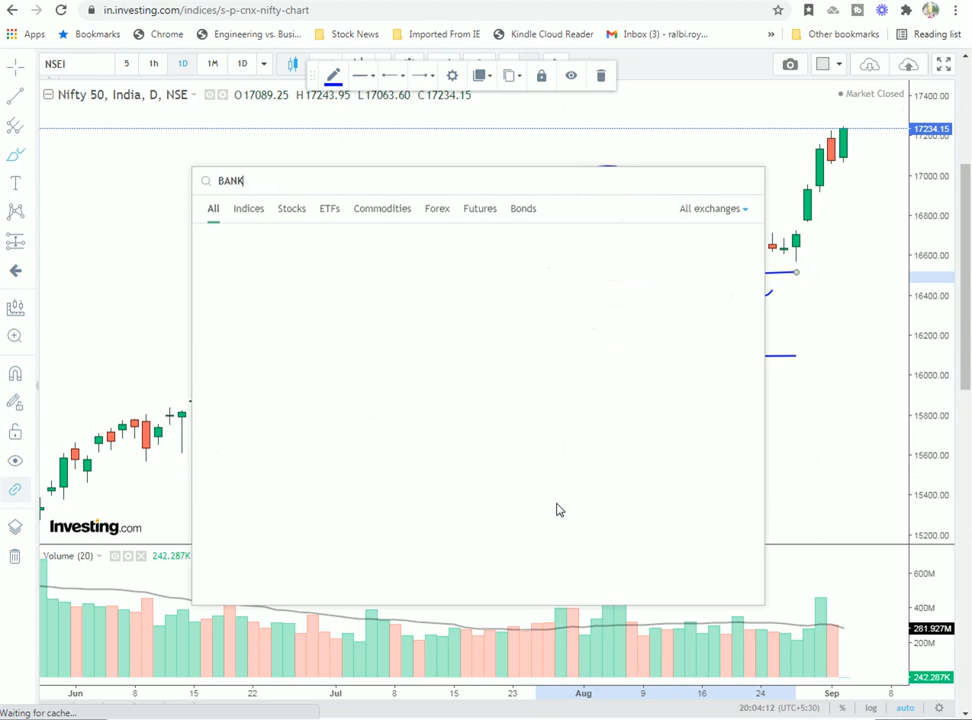 in.investing.com/indices/s-p-cnx-nifty-chart
Apps Bookmarks Chrome Engineering vs. Busi... Stock News Imported From IE Kindle Cloud Reader Inbox (3) - ralbi.roy... » Other bookmarks Reading list
NSEI 5 1h 1D 1M 1D
Nifty 50, India, D, NSE O17089.25 H17243.95 L17063.60 C17234.15
Market Closed
17400.00
17234.15
17200.00
17000.00
16800.00
16600.00
16400.00
16200.00
16000.00
15800.00
15600.00
15400.00
15200.00
BANK
All Indices Stocks ETFs Commodities Forex Futures Bonds All exchanges
Investing.com
Volume (20) 242.287K
600M
400M
281.927M
200M
242.287K
Jun 8 15 22 Jul 8 15 23 Aug 9 16 24 Sep 8
Waiting for cache...
20:04:12 (UTC+5:30) % log auto